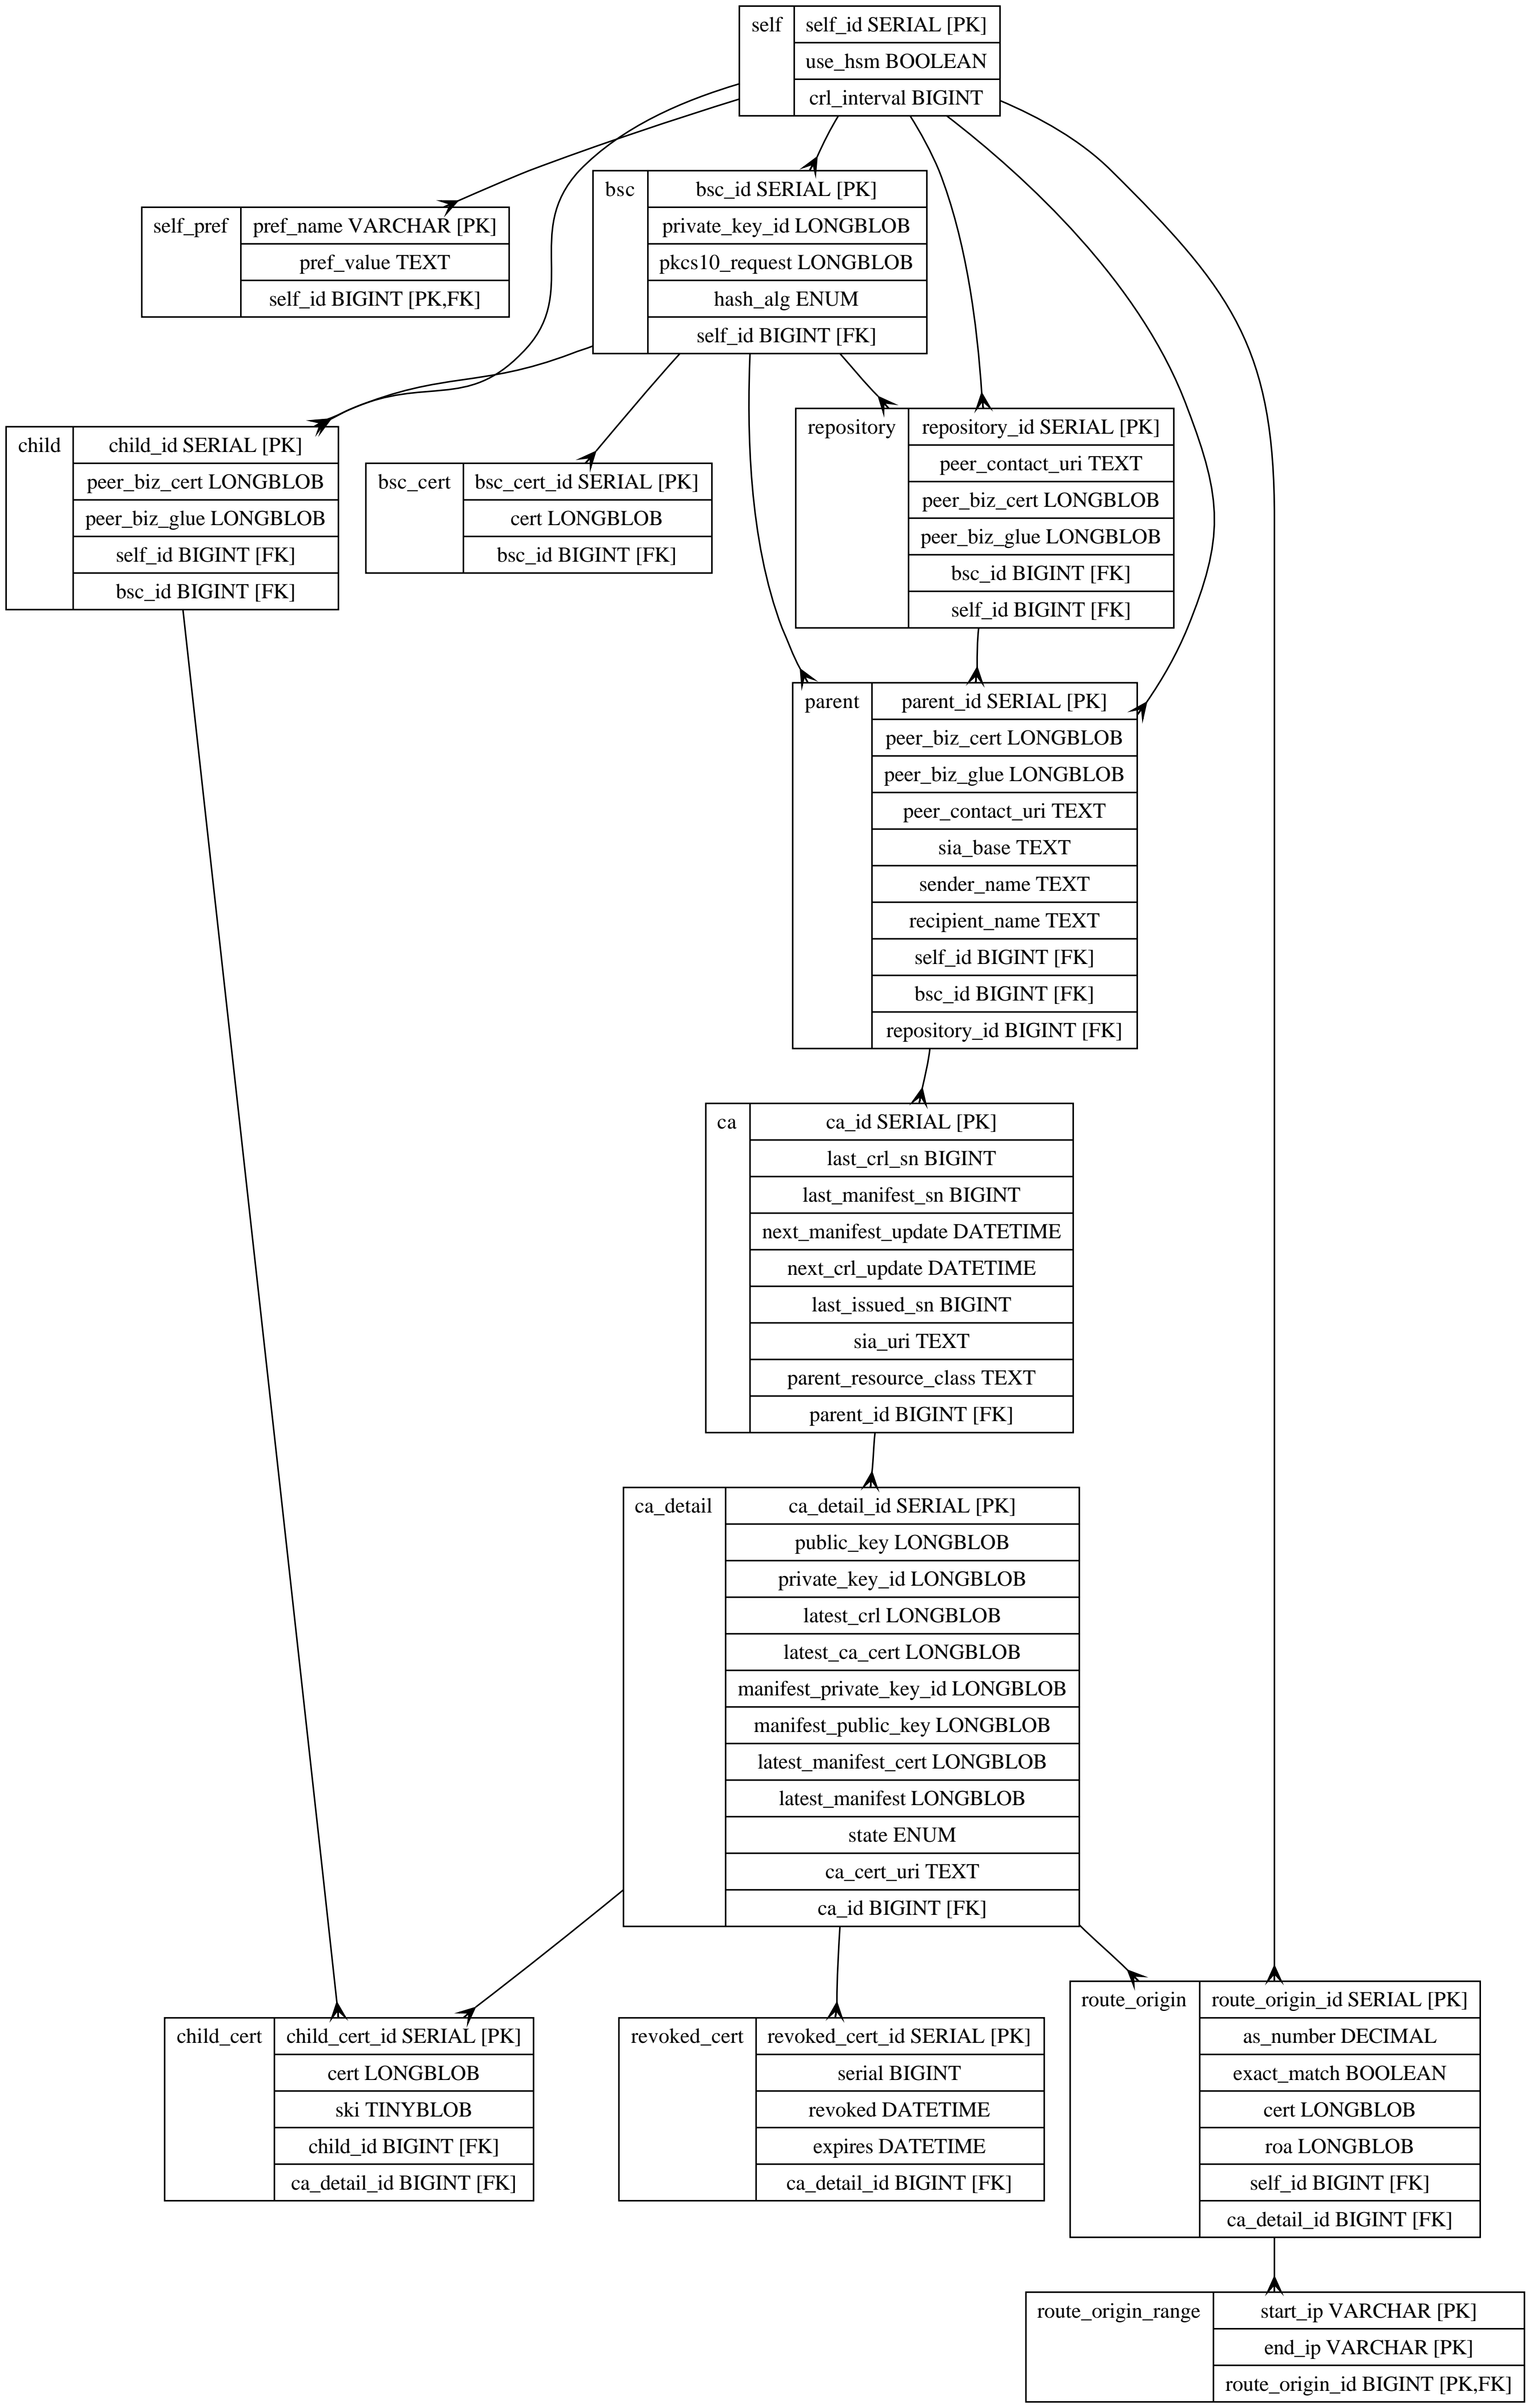 self
self_id SERIAL [PK]
use_hsm BOOLEAN
crl_interval BIGINT
self_pref
pref_name VARCHAR [PK]
pref_value TEXT
self_id BIGINT [PK,FK]
bsc
bsc_id SERIAL [PK]
private_key_id LONGBLOB
pkcs10_request LONGBLOB
hash_alg ENUM
self_id BIGINT [FK]
child
child_id SERIAL [PK]
peer_biz_cert LONGBLOB
peer_biz_glue LONGBLOB
self_id BIGINT [FK]
bsc_id BIGINT [FK]
bsc_cert
bsc_cert_id SERIAL [PK]
cert LONGBLOB
bsc_id BIGINT [FK]
repository
repository_id SERIAL [PK]
peer_contact_uri TEXT
peer_biz_cert LONGBLOB
peer_biz_glue LONGBLOB
bsc_id BIGINT [FK]
self_id BIGINT [FK]
parent
parent_id SERIAL [PK]
peer_biz_cert LONGBLOB
peer_biz_glue LONGBLOB
peer_contact_uri TEXT
sia_base TEXT
sender_name TEXT
recipient_name TEXT
self_id BIGINT [FK]
bsc_id BIGINT [FK]
repository_id BIGINT [FK]
ca
ca_id SERIAL [PK]
last_crl_sn BIGINT
last_manifest_sn BIGINT
next_manifest_update DATETIME
next_crl_update DATETIME
last_issued_sn BIGINT
sia_uri TEXT
parent_resource_class TEXT
parent_id BIGINT [FK]
ca_detail
ca_detail_id SERIAL [PK]
public_key LONGBLOB
private_key_id LONGBLOB
latest_crl LONGBLOB
latest_ca_cert LONGBLOB
manifest_private_key_id LONGBLOB
manifest_public_key LONGBLOB
latest_manifest_cert LONGBLOB
latest_manifest LONGBLOB
state ENUM
ca_cert_uri TEXT
ca_id BIGINT [FK]
child_cert
child_cert_id SERIAL [PK]
cert LONGBLOB
ski TINYBLOB
child_id BIGINT [FK]
ca_detail_id BIGINT [FK]
revoked_cert
revoked_cert_id SERIAL [PK]
serial BIGINT
revoked DATETIME
expires DATETIME
ca_detail_id BIGINT [FK]
route_origin
route_origin_id SERIAL [PK]
as_number DECIMAL
exact_match BOOLEAN
cert LONGBLOB
roa LONGBLOB
self_id BIGINT [FK]
ca_detail_id BIGINT [FK]
route_origin_range
start_ip VARCHAR [PK]
end_ip VARCHAR [PK]
route_origin_id BIGINT [PK,FK]